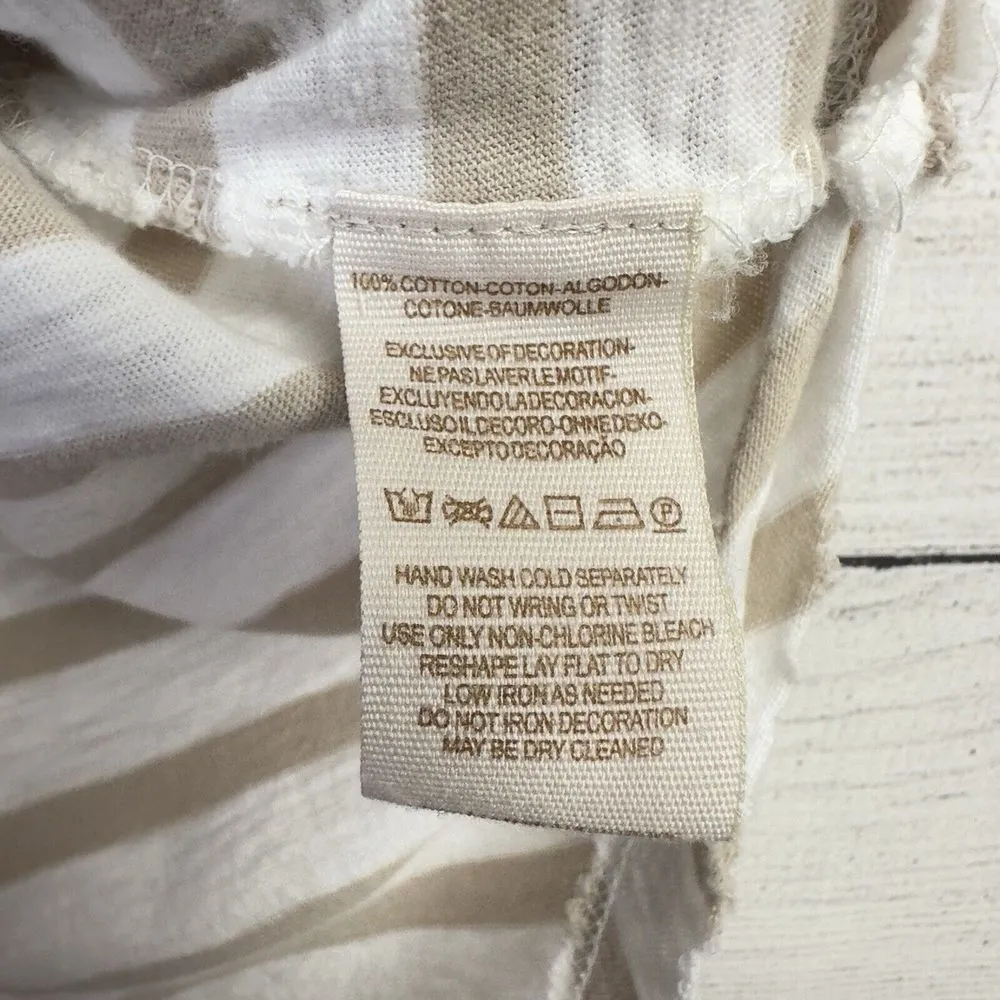 100% COTTON-COTON-ALGODÓN-
COTONE-BAUMWOLLE
EXCLUSIVE OF DECORATION-
NE PAS LAVER LE MOTIF.
EXCLUYENDO LA DECORACION-
ESCLUSO IL DECORO-OHNE DEKO-
EXCEPTO DECORAÇÃO
P
HAND WASH COLD SEPARATELY
DO NOT WRING OR TWIST
USE ONLY NON-CHLORINE BLEACH
RESHAPE LAY FLAT TO DRY
LOW IRON AS NEEDED
DO NOT IRON DECORATION
MAY BE DRY CLEANED